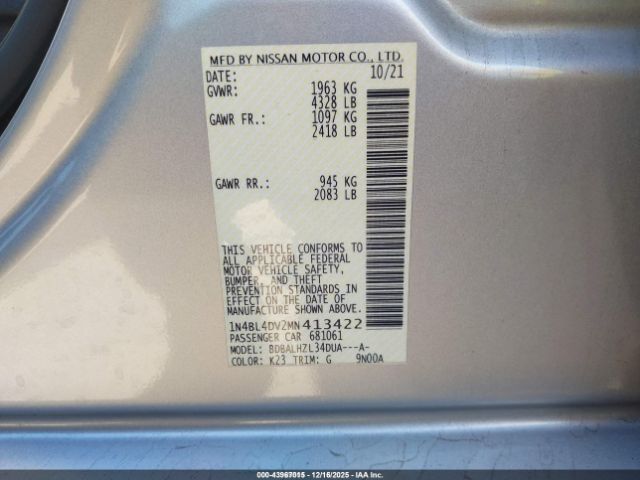 MFD BY NISSAN MOTOR CO., LTD.
DATE: 10/21
GVWR: 1963 KG
4328 LB
GAWR FR.: 1097 KG
2418 LB
GAWR RR.: 945 KG
2083 LB
THIS VEHICLE CONFORMS TO
ALL APPLICABLE FEDERAL
MOTOR VEHICLE SAFETY,
BUMPER, AND THEFT
PREVENTION STANDARDS
IN EFFECT ON THE DATE OF
MANUFACTURE SHOWN ABOVE.
1N4BL4DV2MN413422
PASSENGER CAR 681061
MODEL: BDBALHZL34DUA---A-
COLOR: K23 TRIM: G 9N00A
000-43967015 - 12/16/2025 - IAAI.COM